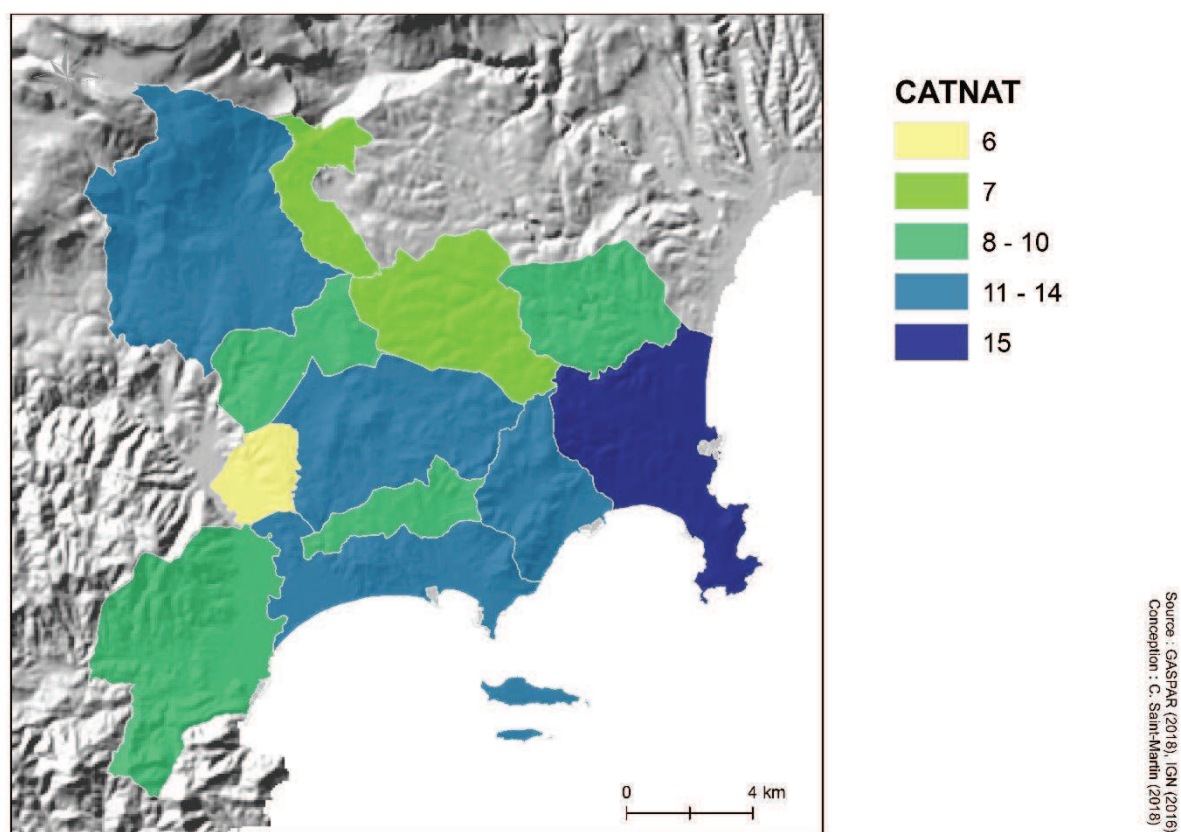 CATNAT
6
7
8 - 10
11 - 14
15
0 4 km
Source : GASPAR (2018), IGN (2016)
Conception : C. Saint-Martin (2018)